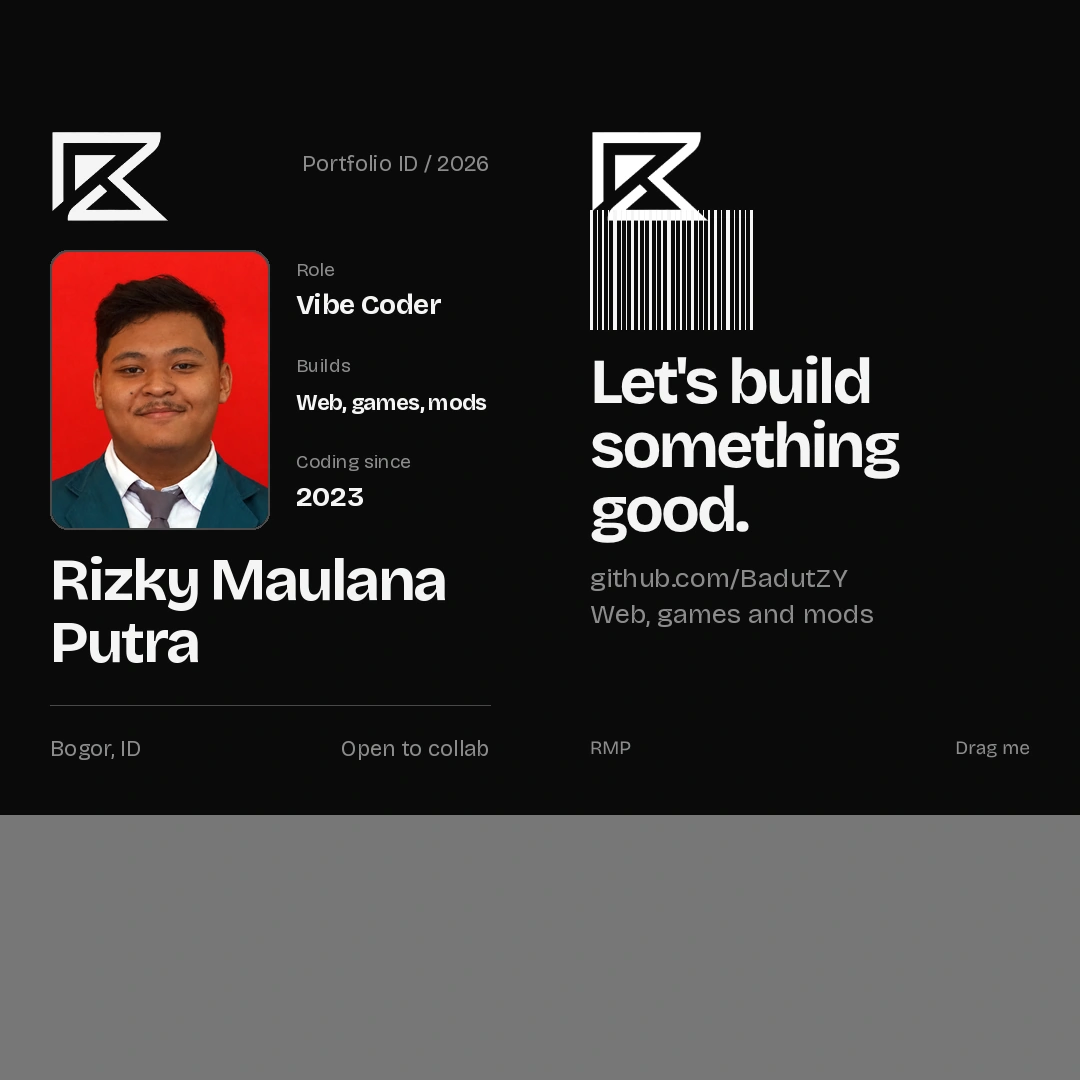 Portfolio ID / 2026
Role
Vibe Coder
Builds
Web, games, mods
Coding since
2023
Rizky Maulana
Putra
Bogor, ID
Open to collab
Let's build
something
good.
github.com/BadutZY
Web, games and mods
RMP
Drag me